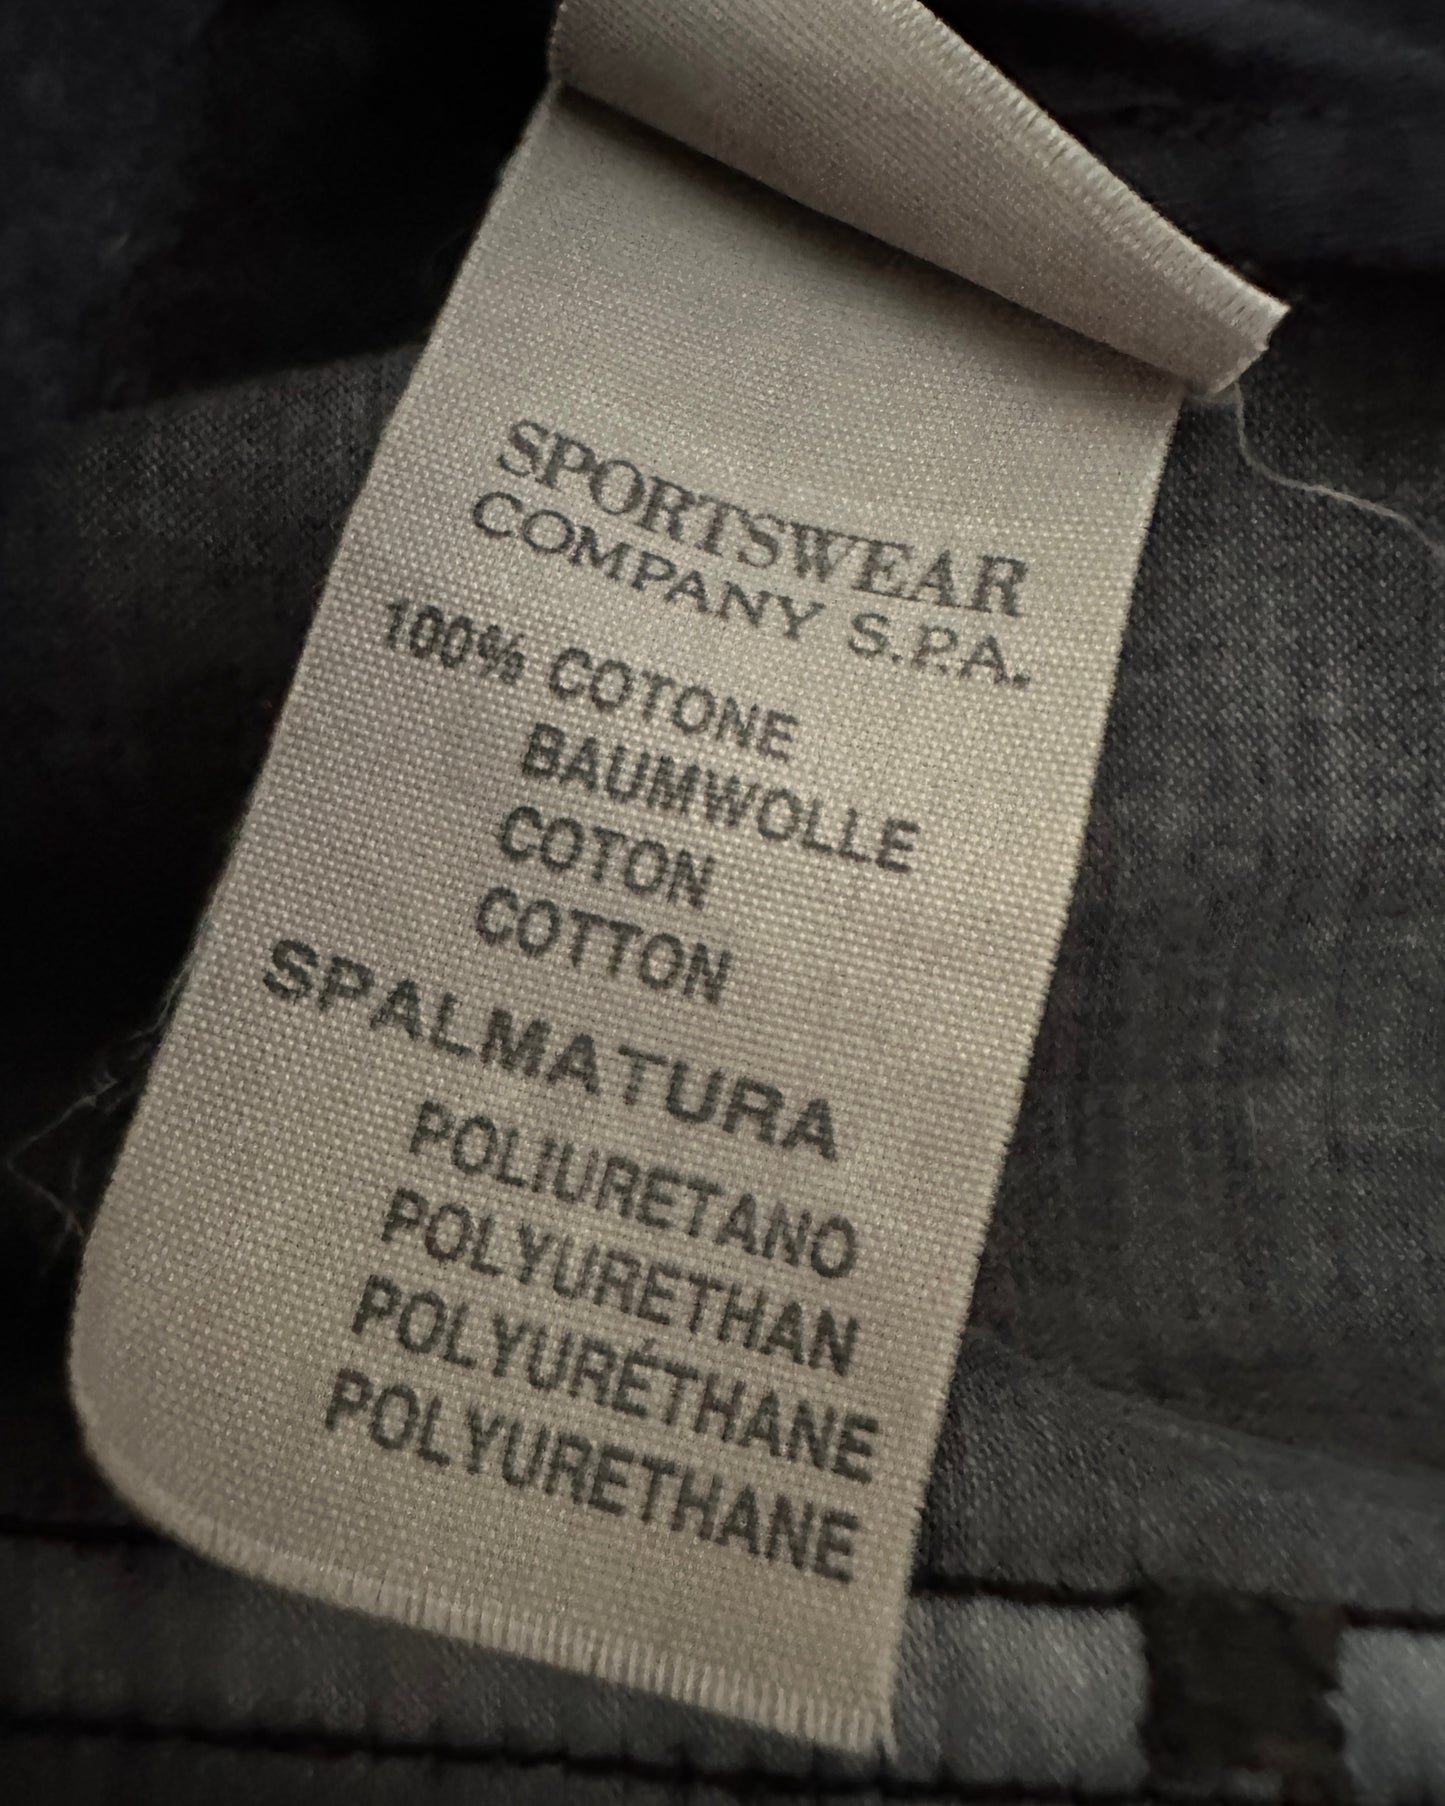 SPORTSWEAR
COMPANY S.P.A.
100% COTONE
BAUMWOLLE
COTON
COTTON
SPALMATURA
POLIURETANO
POLYURETHAN
POLYURÉTHANE
POLYURETHANE